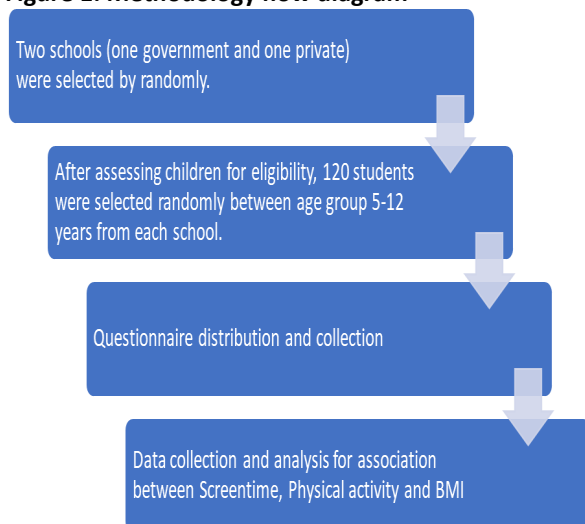 Two schools (one government and one private)
were selected by randomly.
After assessing children for eligibility, 120 students
were selected randomly between age group 5-12
years from each school.
Questionnaire distribution and collection
Data collection and analysis for association
between Screentime, Physical activity and BMI